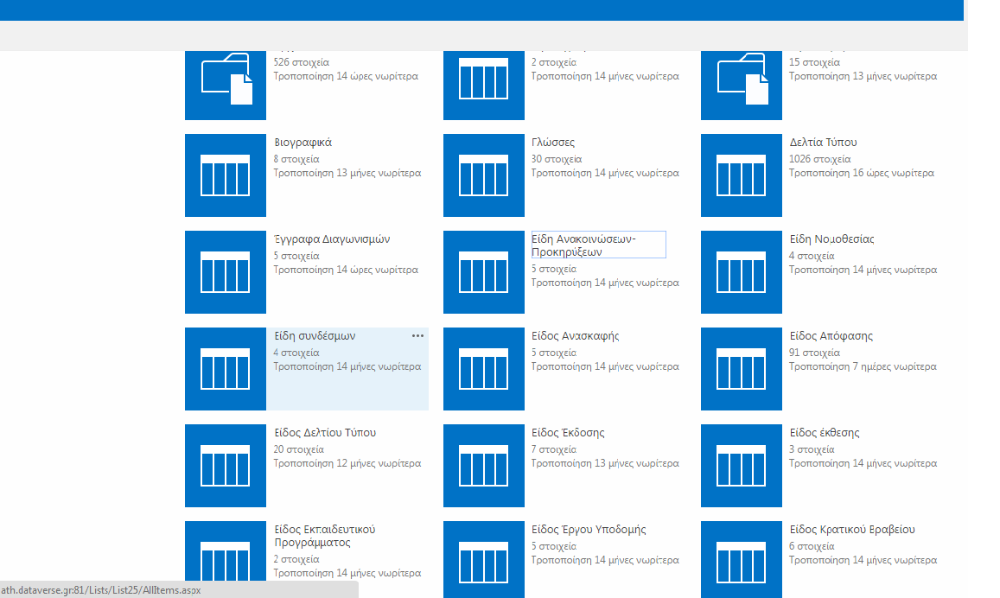 526 στοιχεία
Τροποποίηση 14 ώρες νωρίτερα
2 στοιχεία
Τροποποίηση 14 μήνες νωρίτερα
15 στοιχεία
Τροποποίηση 13 μήνες νωρίτερα
Βιογραφικά
8 στοιχεία
Τροποποίηση 13 μήνες νωρίτερα
Γλώσσες
30 στοιχεία
Τροποποίηση 14 μήνες νωρίτερα
Δελτία Τύπου
1026 στοιχεία
Τροποποίηση 16 ώρες νωρίτερα
Έγγραφα Διαγωνισμών
5 στοιχεία
Τροποποίηση 14 ώρες νωρίτερα
Είδη Ανακοινώσεων-
Προκηρύξεων
5 στοιχεία
Τροποποίηση 14 μήνες νωρίτερα
Είδη Νομοθεσίας
4 στοιχεία
Τροποποίηση 14 μήνες νωρίτερα
Είδη συνδέσμων
4 στοιχεία
Τροποποίηση 14 μήνες νωρίτερα
Είδος Ανασκαφής
5 στοιχεία
Τροποποίηση 14 μήνες νωρίτερα
Είδος Απόφασης
91 στοιχεία
Τροποποίηση 7 ημέρες νωρίτερα
Είδος Δελτίου Τύπου
20 στοιχεία
Τροποποίηση 12 μήνες νωρίτερα
Είδος Έκδοσης
7 στοιχεία
Τροποποίηση 13 μήνες νωρίτερα
Είδος έκθεσης
3 στοιχεία
Τροποποίηση 14 μήνες νωρίτερα
Είδος Εκπαιδευτικού
Προγράμματος
2 στοιχεία
Τροποποίηση 14 μήνες νωρίτερα
Είδος Έργου Υποδομής
5 στοιχεία
Τροποποίηση 14 μήνες νωρίτερα
Είδος Κρατικού Βραβείου
6 στοιχεία
Τροποποίηση 14 μήνες νωρίτερα
ath.dataverse.gr:81/Lists/List25/AllItems.aspx